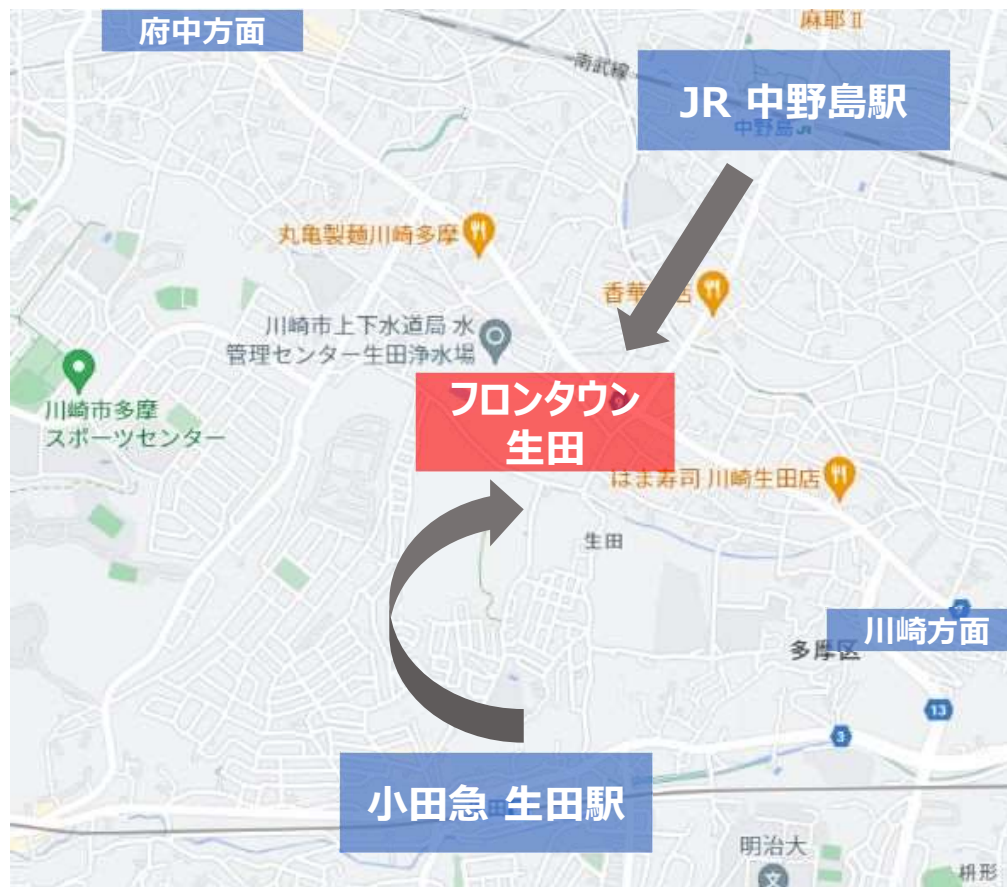 府中方面
麻耶 II
南武線
JR 中野島駅
中野島 JR
丸亀製麺川崎多摩
川崎市上下水道局 水
管理センター生田浄水場
フロンタウン
生田
川崎市多摩
スポーツセンター
はま寿司 川崎生田店
生田
川崎方面
多摩区
13
3
小田急 生田駅
明治大
文
枡形